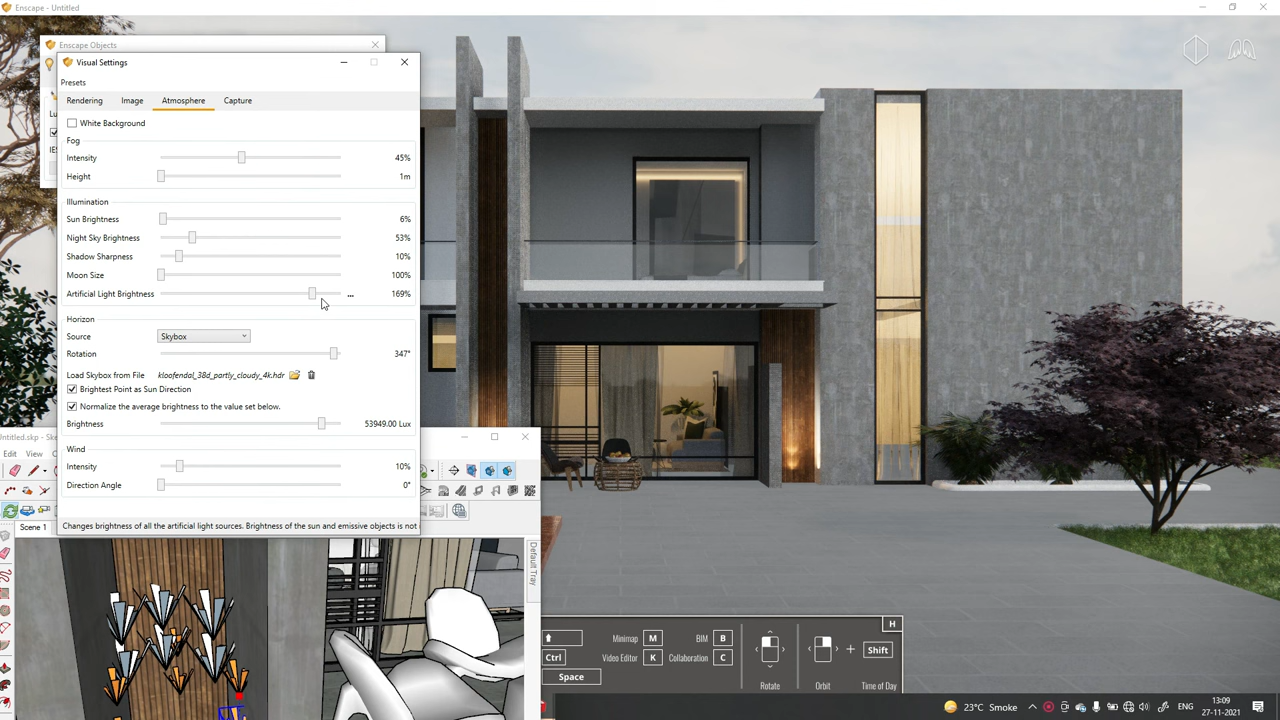 Enscape - Untitled
Enscape Objects
Visual Settings
Presets
Rendering Image Atmosphere Capture
Lu
White Background
Fog
Intensity 45%
IES
Height 1m
Illumination
Sun Brightness 6%
Night Sky Brightness 53%
Shadow Sharpness 10%
Moon Size 100%
Artificial Light Brightness ... 169%
Horizon
Source Skybox
Rotation 347°
Load Skybox from File kloofendal_38d_partly_cloudy_4k.hdr
Brightest Point as Sun Direction
Normalize the average brightness to the value set below.
Brightness 53949.00 Lux
Untitled.skp - Ske
Edit View C
Wind
Intensity 10%
Direction Angle 0°
Changes brightness of all the artificial light sources. Brightness of the sun and emissive objects is not
Scene 1
Default Tray
H
Minimap M BIM B
Ctrl Video Editor K Collaboration C
Space
Rotate
Orbit
+ Shift
Time of Day
23°C Smoke
ENG
13:09
27-11-2021